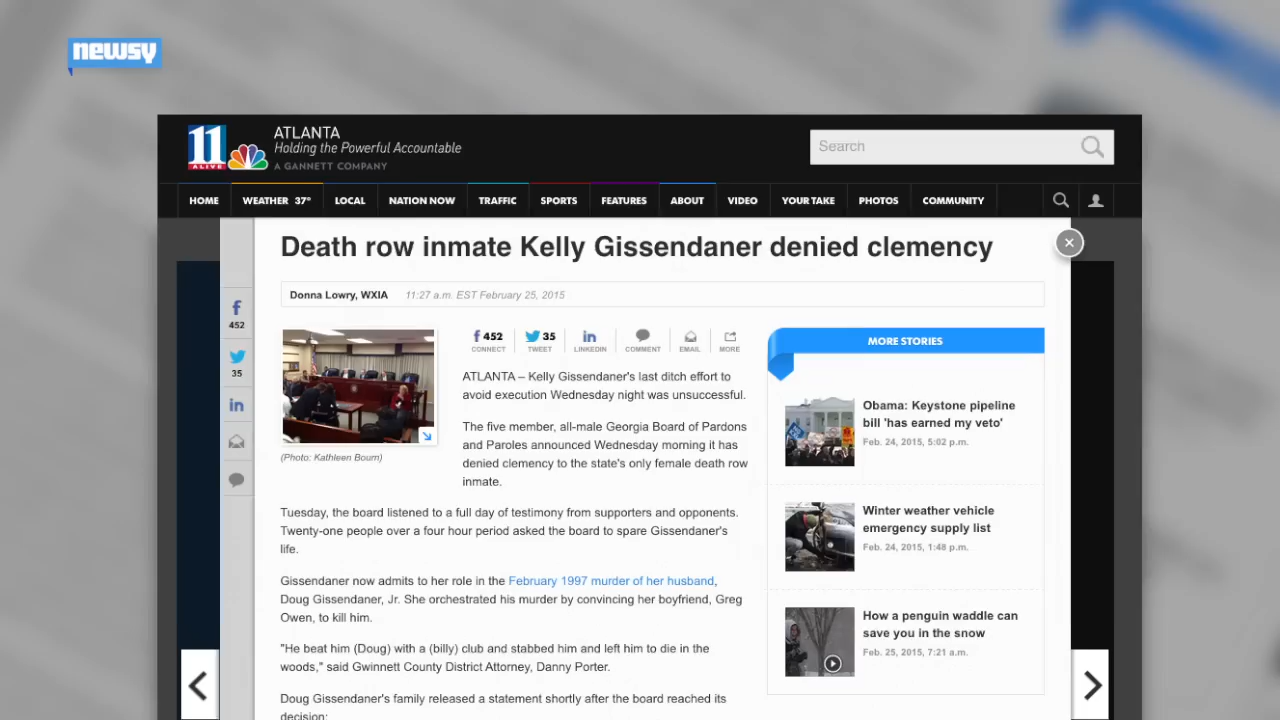 newsy
11
ALIVE
ATLANTA
Holding the Powerful Accountable
A GANNETT COMPANY
Search
HOME
WEATHER 37°
LOCAL
NATION NOW
TRAFFIC
SPORTS
FEATURES
ABOUT
VIDEO
YOUR TAKE
PHOTOS
COMMUNITY
Death row inmate Kelly Gissendaner denied clemency
Donna Lowry, WXIA 11:27 a.m. EST February 25, 2015
452
35
(Photo: Kathleen Bourn)
452
CONNECT
35
TWEET
LINKEDIN
COMMENT
EMAIL
MORE
ATLANTA – Kelly Gissendaner's last ditch effort to
avoid execution Wednesday night was unsuccessful.
The five member, all-male Georgia Board of Pardons
and Paroles announced Wednesday morning it has
denied clemency to the state's only female death row
inmate.
Tuesday, the board listened to a full day of testimony from supporters and opponents.
Twenty-one people over a four hour period asked the board to spare Gissendaner's
life.
Gissendaner now admits to her role in the February 1997 murder of her husband,
Doug Gissendaner, Jr. She orchestrated his murder by convincing her boyfriend, Greg
Owen, to kill him.
"He beat him (Doug) with a (billy) club and stabbed him and left him to die in the
woods," said Gwinnett County District Attorney, Danny Porter.
Doug Gissendaner's family released a statement shortly after the board reached its
decision:
MORE STORIES
Obama: Keystone pipeline
bill 'has earned my veto'
Feb. 24, 2015, 5:02 p.m.
Winter weather vehicle
emergency supply list
Feb. 24, 2015, 1:48 p.m.
How a penguin waddle can
save you in the snow
Feb. 25, 2015, 7:21 a.m.